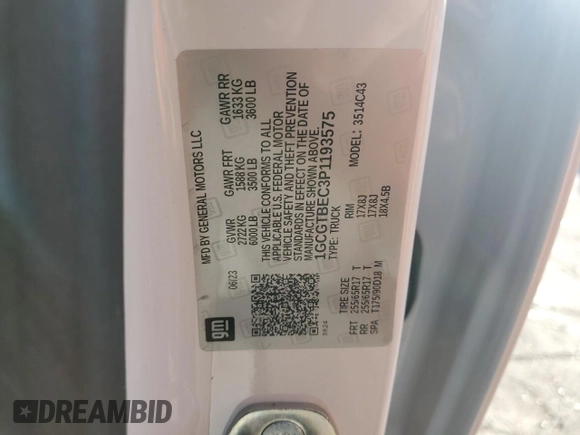 MFD BY GENERAL MOTORS LLC
GVWR GAWR FRT GAWR RR
2722 KG 1588 KG 1633 KG
6000 LB 3500 LB 3600 LB
06/23
THIS VEHICLE CONFORMS TO ALL
APPLICABLE U.S. FEDERAL MOTOR
VEHICLE SAFETY AND THEFT PREVENTION
STANDARDS IN EFFECT ON THE DATE OF
MANUFACTURE SHOWN ABOVE.
1GCGTBEC3P1193575
TYPE: TRUCK MODEL: 3514C43
gm
TIRE SIZE RIM
FRT 255/65R17 T 17X8J
RR 255/65R17 T 17X8J
SPA T175/90D18 M 18X4.5B
DREAMBID